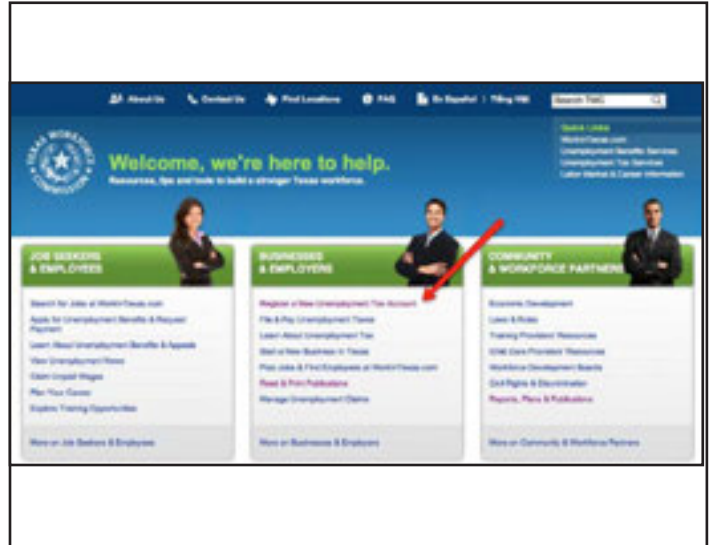 About Us Contact Us Find Locations FAQ En Español | Tiếng Việt Search TWC
TEXAS WORKFORCE COMMISSION
Welcome, we're here to help.
Resources, tips and tools to build a stronger Texas workforce.
Quick Links
WorkInTexas.com
Unemployment Benefits Services
Unemployment Tax Services
Labor Market & Career Information
JOB SEEKERS
& EMPLOYEES
Search for Jobs at WorkInTexas.com
Apply for Unemployment Benefits & Request
Payment
Learn About Unemployment Benefits & Appeals
View Unemployment Rates
Claim Unpaid Wages
Plan Your Career
Explore Training Opportunities
More on Job Seekers & Employees
BUSINESSES
& EMPLOYERS
Register a New Unemployment Tax Account
File & Pay Unemployment Taxes
Learn About Unemployment Tax
Start a New Business in Texas
Post Jobs & Find Employees at WorkInTexas.com
Read & Print Publications
Manage Unemployment Claims
More on Businesses & Employers
COMMUNITY
& WORKFORCE PARTNERS
Economic Development
Laws & Rules
Training Providers' Resources
Child Care Providers' Resources
Workforce Development Boards
Civil Rights & Discrimination
Reports, Plans & Publications
More on Community & Workforce Partners